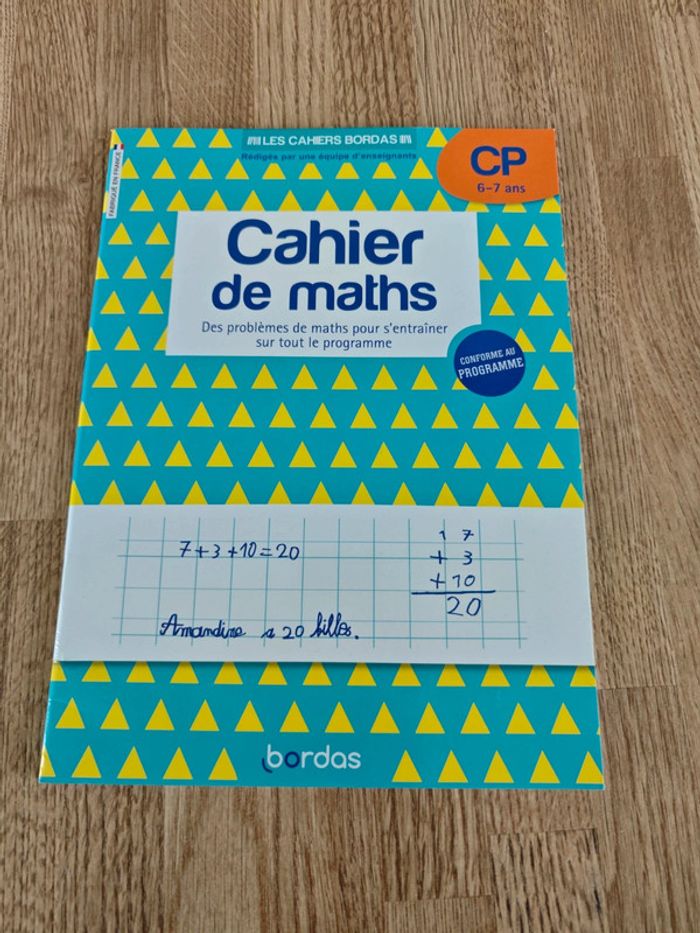 LES CAHIERS BORDAS
Rédigés par une équipe d'enseignants
CP
6-7 ans
FABRIQUÉ EN FRANCE
Cahier
de maths
Des problèmes de maths pour s'entraîner
sur tout le programme
CONFORME AU
PROGRAMME
7+3+10=20
1 7
+ 3
+10
20
Amandine a 20 billes.
bordas